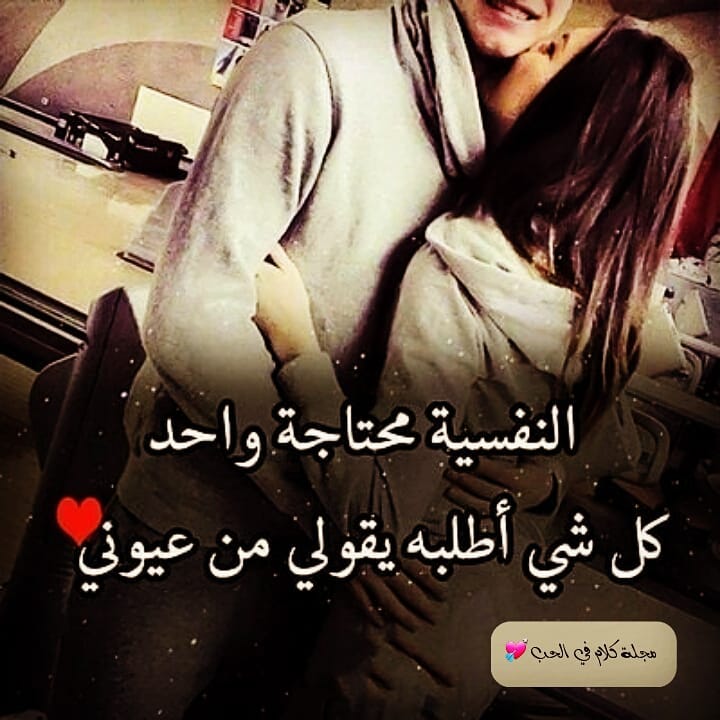 النفسية محتاجة واحد
كل شي أطلبه يقولي من عيوني
مجلة كلام في الحب